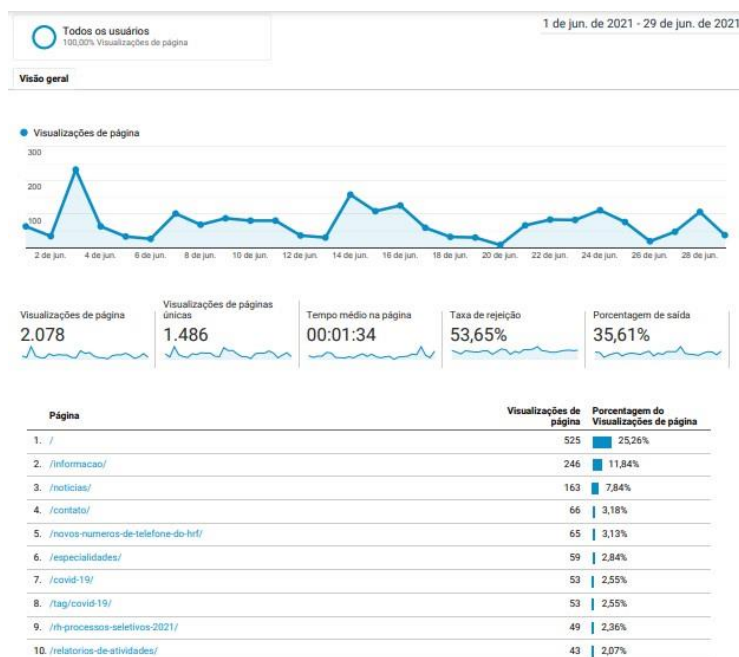 Todos os usuários
100,00% Visualizações de página
1 de jun. de 2021 - 29 de jun. de 2021
Visão geral
Visualizações de página
300
200
100
2 de jun. 4 de jun. 6 de jun. 8 de jun. 10 de jun. 12 de jun. 14 de jun. 16 de jun. 18 de jun. 20 de jun. 22 de jun. 24 de jun. 26 de jun. 28 de jun.
Visualizações de página
2.078
Visualizações de páginas
únicas
1.486
Tempo médio na página
00:01:34
Taxa de rejeição
53,65%
Porcentagem de saída
35,61%
Página
Visualizações de
página
Porcentagem do
Visualizações de página
1. / 525 25,26%
2. /informacao/ 246 11,84%
3. /noticias/ 163 7,84%
4. /contato/ 66 3,18%
5. /novos-numeros-de-telefone-do-hrf/ 65 3,13%
6. /especialidades/ 59 2,84%
7. /covid-19/ 53 2,55%
8. /tag/covid-19/ 53 2,55%
9. /rh-processos-seletivos-2021/ 49 2,36%
10. /relatorios-de-atividades/ 43 2,07%